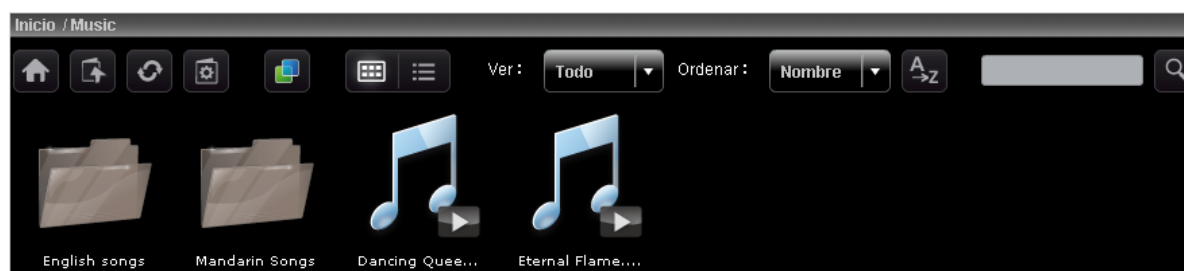 Inicio / Music
Ver: Todo Ordenar: Nombre A→Z
English songs Mandarin Songs Dancing Quee... Eternal Flame....